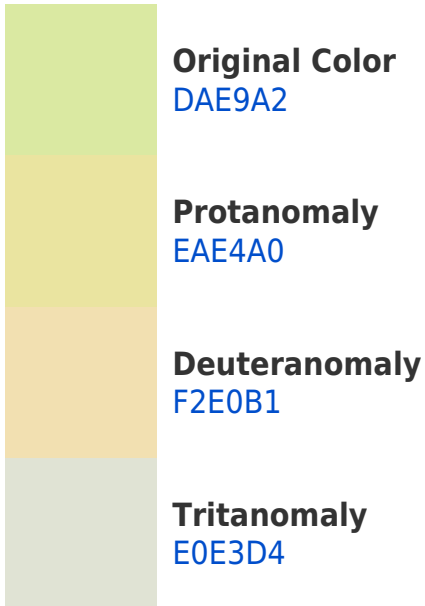 Original Color
DAE9A2
Protanomaly
EAE4A0
Deuteranomaly
F2E0B1
Tritanomaly
E0E3D4